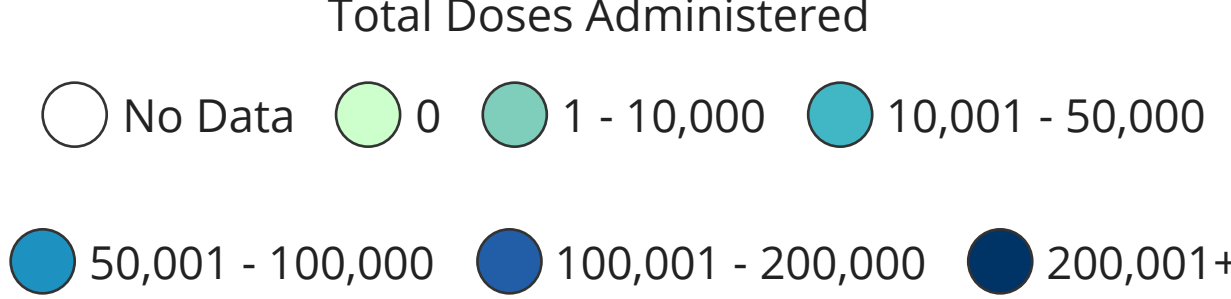 Total Doses Administered
No Data 0 1 - 10,000 10,001 - 50,000
50,001 - 100,000 100,001 - 200,000 200,001+